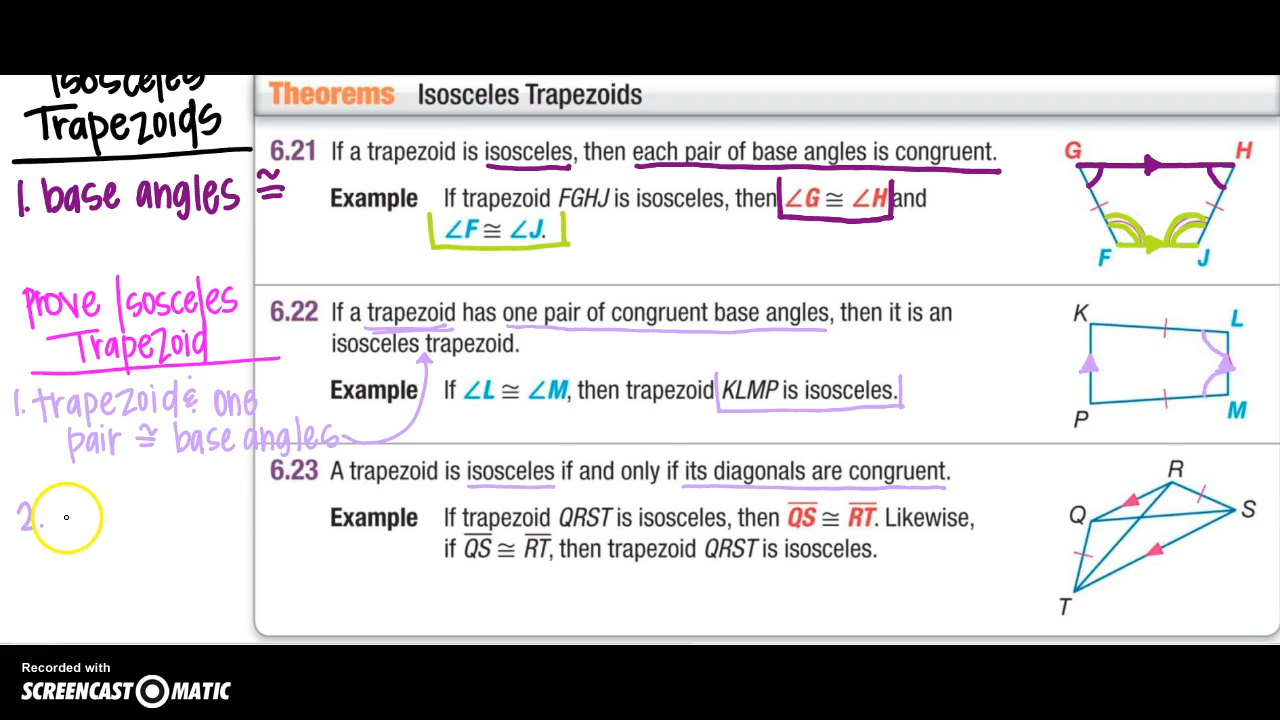 Isosceles
Trapezoids
1. base angles ≅
prove Isosceles
Trapezoid
1. trapezoid & one
pair ≅ base angles
2.
Theorems Isosceles Trapezoids
6.21 If a trapezoid is isosceles, then each pair of base angles is congruent.
Example If trapezoid FGHJ is isosceles, then ∠G ≅ ∠H and
∠F ≅ ∠J.
G H
F J
6.22 If a trapezoid has one pair of congruent base angles, then it is an
isosceles trapezoid.
Example If ∠L ≅ ∠M, then trapezoid KLMP is isosceles.
K L
P M
6.23 A trapezoid is isosceles if and only if its diagonals are congruent.
Example If trapezoid QRST is isosceles, then Q̅S̅ ≅ R̅T̅. Likewise,
if Q̅S̅ ≅ R̅T̅, then trapezoid QRST is isosceles.
R
Q S
T
Recorded with
SCREENCAST MATIC